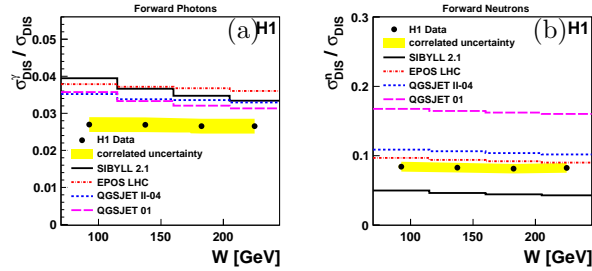 Forward Photons
(a) H1
σ^γ_DIS / σ_DIS
0.06
0.05
0.04
0.03
0.02
0.01
0
H1 Data
correlated uncertainty
SIBYLL 2.1
EPOS LHC
QGSJET II-04
QGSJET 01
100
150
200
W [GeV]
Forward Neutrons
(b) H1
σ^n_DIS / σ_DIS
0.3
0.2
0.1
0
H1 Data
correlated uncertainty
SIBYLL 2.1
EPOS LHC
QGSJET II-04
QGSJET 01
100
150
200
W [GeV]